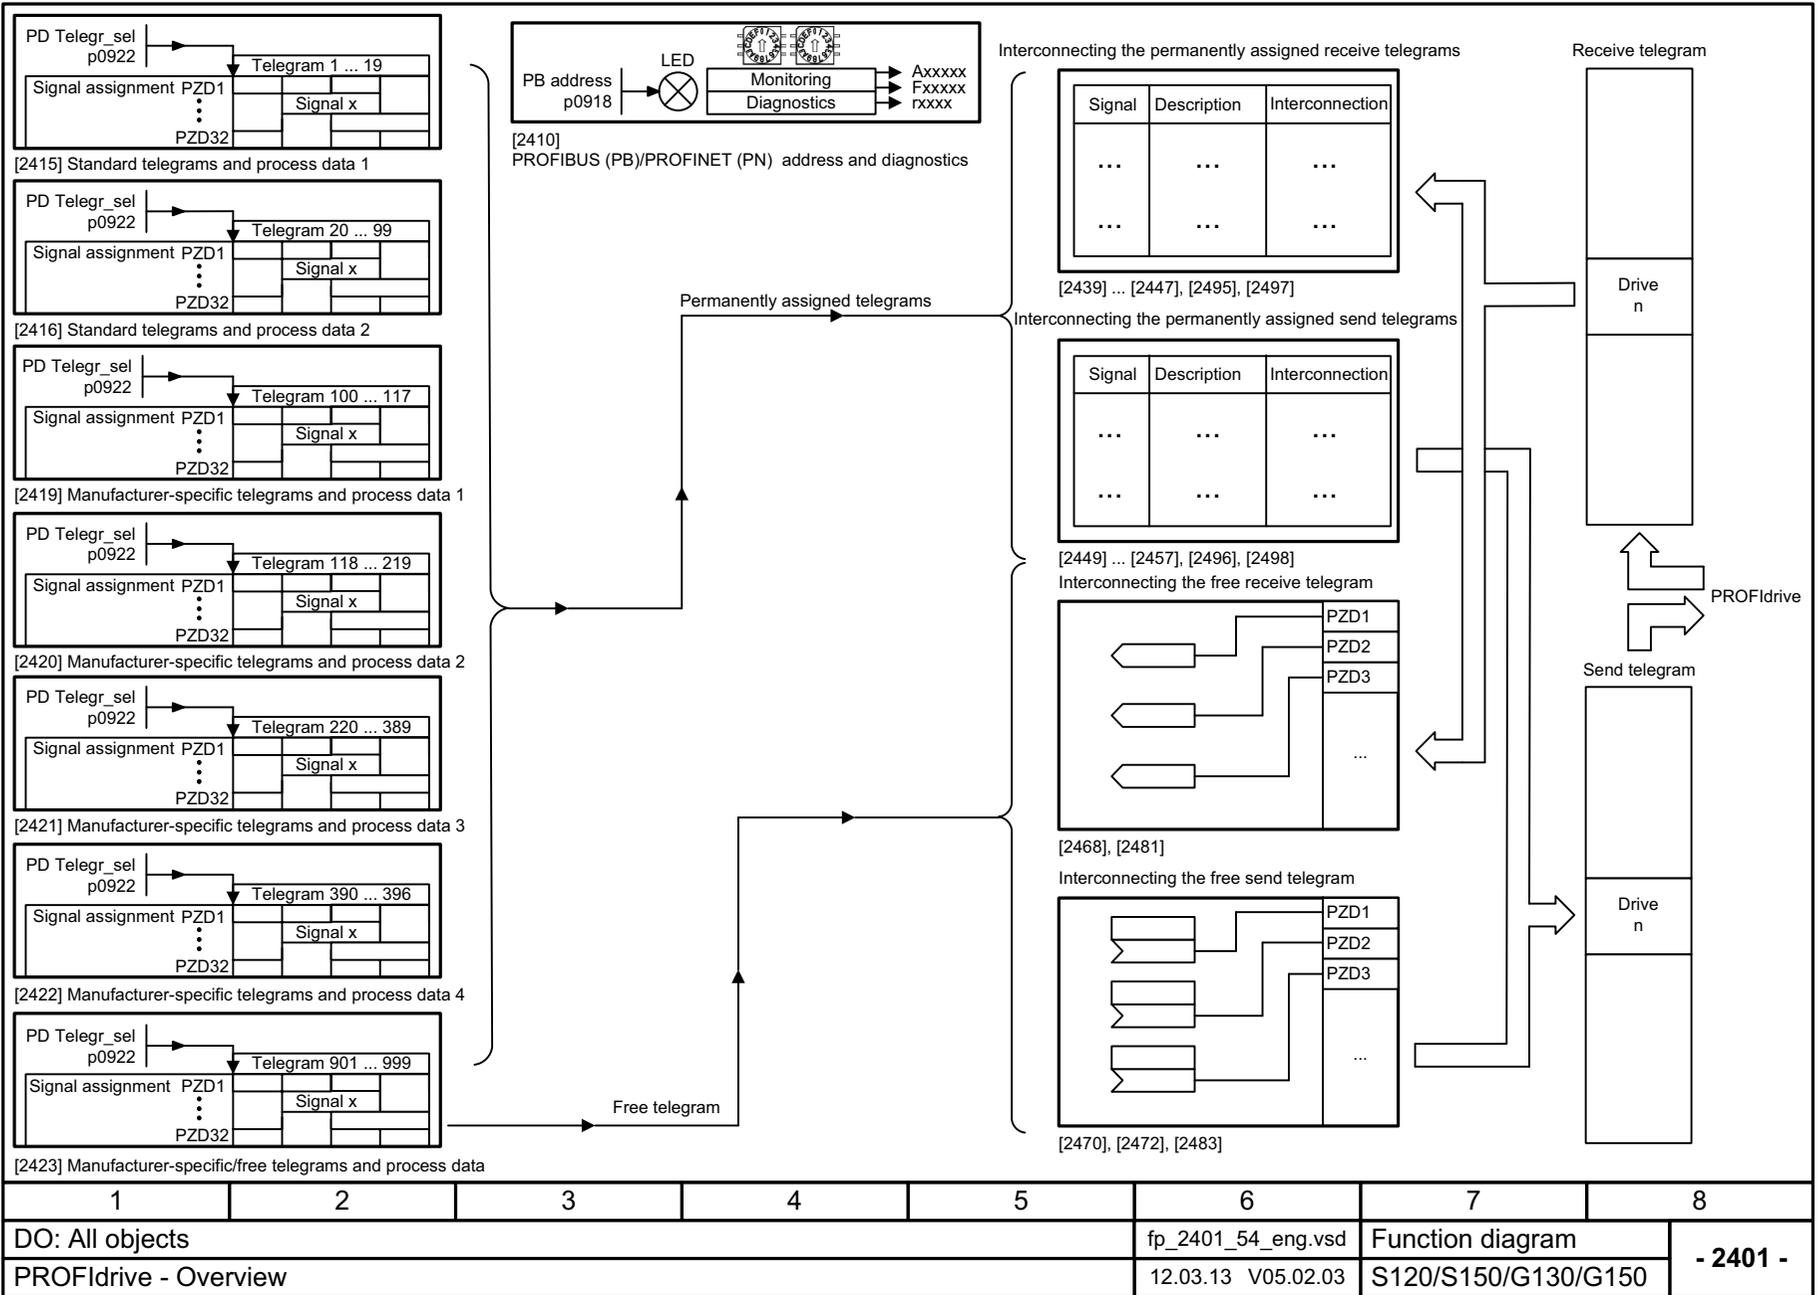 PD Telegr_sel
p0922
Telegram 1 ... 19
Signal assignment PZD1
Signal x
PZD32
[2415] Standard telegrams and process data 1
PD Telegr_sel
p0922
Telegram 20 ... 99
Signal assignment PZD1
Signal x
PZD32
[2416] Standard telegrams and process data 2
PD Telegr_sel
p0922
Telegram 100 ... 117
Signal assignment PZD1
Signal x
PZD32
[2419] Manufacturer-specific telegrams and process data 1
PD Telegr_sel
p0922
Telegram 118 ... 219
Signal assignment PZD1
Signal x
PZD32
[2420] Manufacturer-specific telegrams and process data 2
PD Telegr_sel
p0922
Telegram 220 ... 389
Signal assignment PZD1
Signal x
PZD32
[2421] Manufacturer-specific telegrams and process data 3
PD Telegr_sel
p0922
Telegram 390 ... 396
Signal assignment PZD1
Signal x
PZD32
[2422] Manufacturer-specific telegrams and process data 4
PD Telegr_sel
p0922
Telegram 901 ... 999
Signal assignment PZD1
Signal x
PZD32
[2423] Manufacturer-specific/free telegrams and process data
PB address
p0918
LED
Monitoring
Diagnostics
Axxxxx
Fxxxxx
rxxxx
[2410]
PROFIBUS (PB)/PROFINET (PN) address and diagnostics
Permanently assigned telegrams
Free telegram
Interconnecting the permanently assigned receive telegrams
Signal Description Interconnection
... ... ...
... ... ...
[2439] ... [2447], [2495], [2497]
Interconnecting the permanently assigned send telegrams
Signal Description Interconnection
... ... ...
... ... ...
[2449] ... [2457], [2496], [2498]
Interconnecting the free receive telegram
PZD1
PZD2
PZD3
...
[2468], [2481]
Interconnecting the free send telegram
PZD1
PZD2
PZD3
...
[2470], [2472], [2483]
Receive telegram
Drive
n
PROFIdrive
Send telegram
Drive
n
1 2 3 4 5 6 7 8
DO: All objects
fp_2401_54_eng.vsd
Function diagram
- 2401 -
PROFIdrive - Overview
12.03.13 V05.02.03
S120/S150/G130/G150